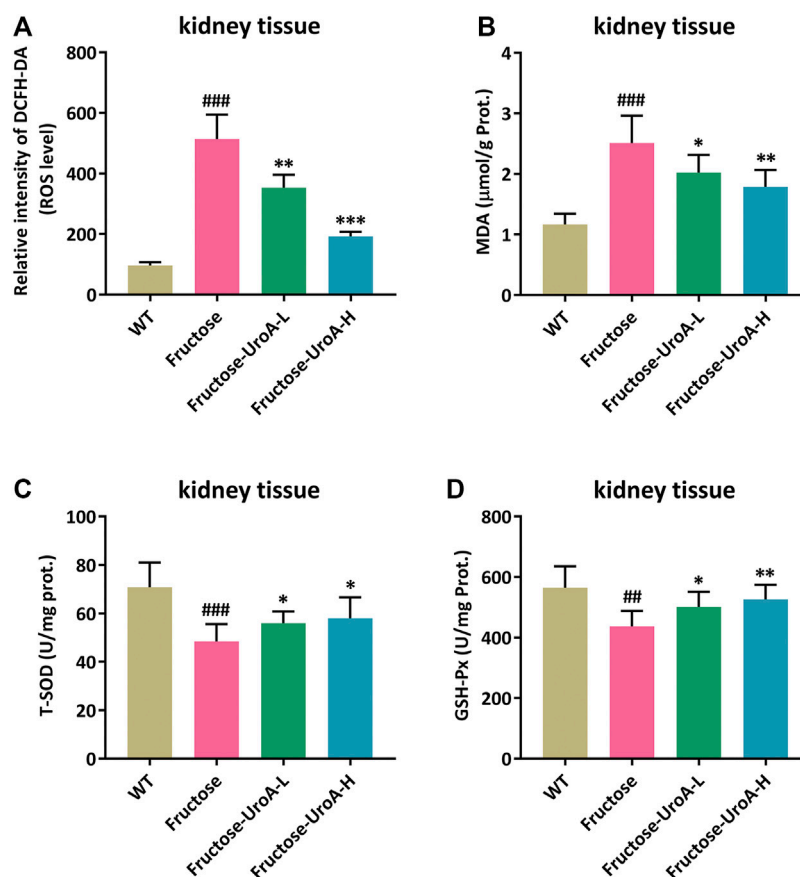 A
kidney tissue
Relative intensity of DCFH-DA
(ROS level)
800
600
400
200
0
###
**
***
WT
Fructose
Fructose-UroA-L
Fructose-UroA-H
B
kidney tissue
MDA (μmol/g Prot.)
4
3
2
1
0
###
*
**
WT
Fructose
Fructose-UroA-L
Fructose-UroA-H
C
kidney tissue
T-SOD (U/mg prot.)
100
80
60
40
20
0
###
*
*
WT
Fructose
Fructose-UroA-L
Fructose-UroA-H
D
kidney tissue
GSH-Px (U/mg Prot.)
800
600
400
200
0
##
*
**
WT
Fructose
Fructose-UroA-L
Fructose-UroA-H